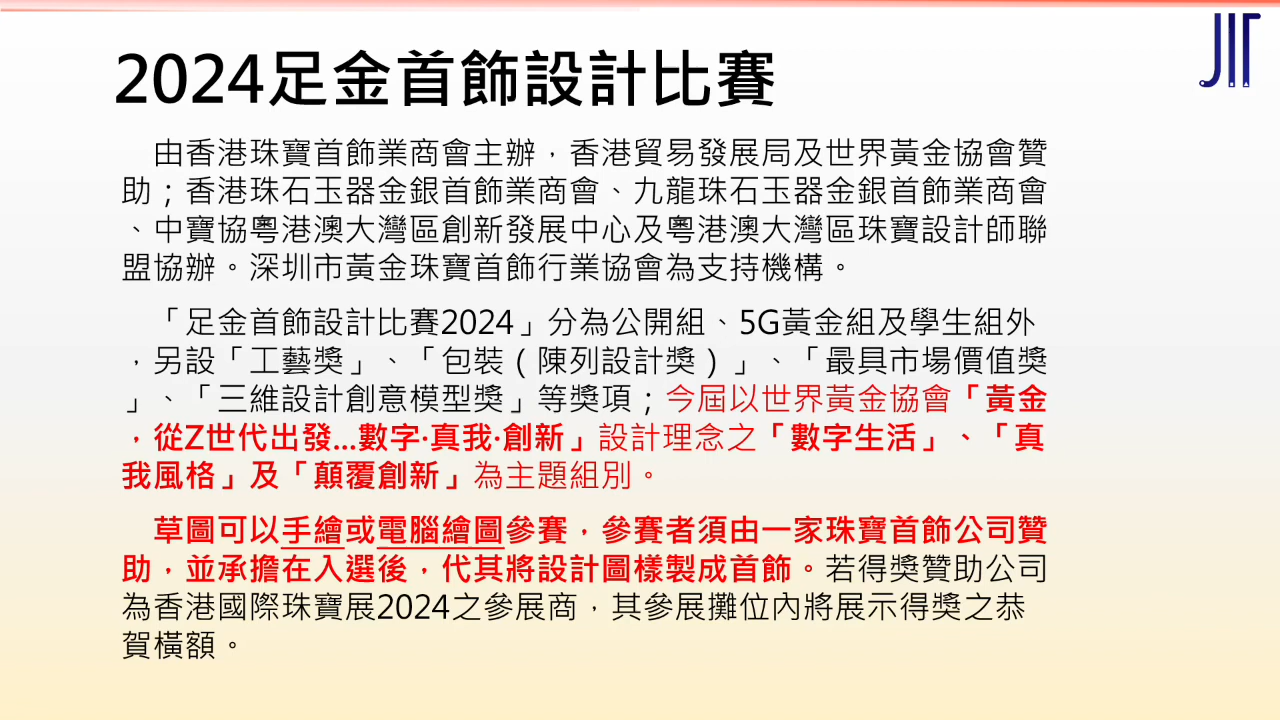 2024足金首飾設計比賽
由香港珠寶首飾業商會主辦，香港貿易發展局及世界黃金協會贊
助；香港珠石玉器金銀首飾業商會、九龍珠石玉器金銀首飾業商會
、中寶協粵港澳大灣區創新發展中心及粵港澳大灣區珠寶設計師聯
盟協辦。深圳市黃金珠寶首飾行業協會為支持機構。
「足金首飾設計比賽2024」分為公開組、5G黃金組及學生組外
，另設「工藝獎」、「包裝（陳列設計獎）」、「最具市場價值獎
」、「三維設計創意模型獎」等獎項；今屆以世界黃金協會「黃金
，從Z世代出發...數字·真我·創新」設計理念之「數字生活」、「真
我風格」及「顛覆創新」為主題組別。
草圖可以手繪或電腦繪圖參賽，參賽者須由一家珠寶首飾公司贊
助，並承擔在入選後，代其將設計圖樣製成首飾。若得獎贊助公司
為香港國際珠寶展2024之參展商，其參展攤位內將展示得獎之恭
賀橫額。